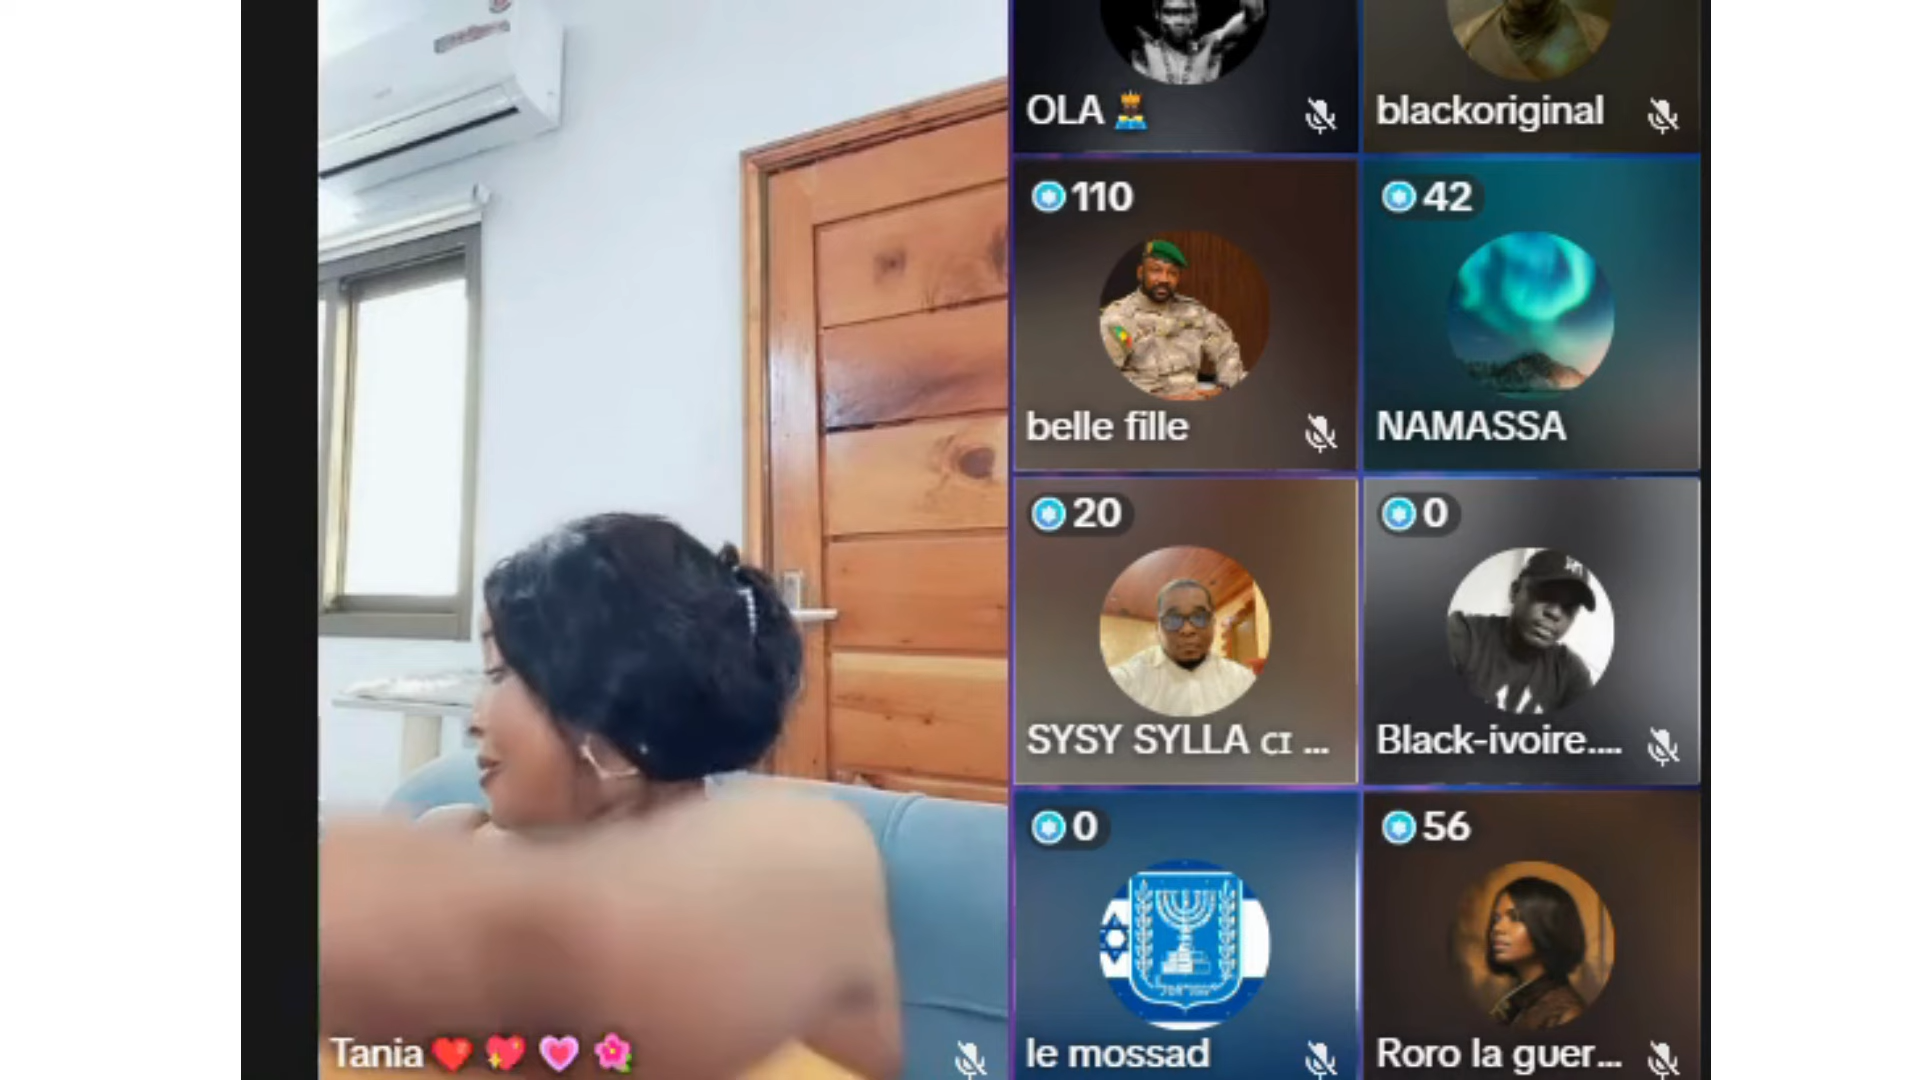 OLA
blackoriginal
110
42
belle fille
NAMASSA
20
0
SYSY SYLLA ᴄɪ ...
Black-ivoire....
0
56
Tania❤️ 💖 💗 🌺
le mossad
Roro la guer...